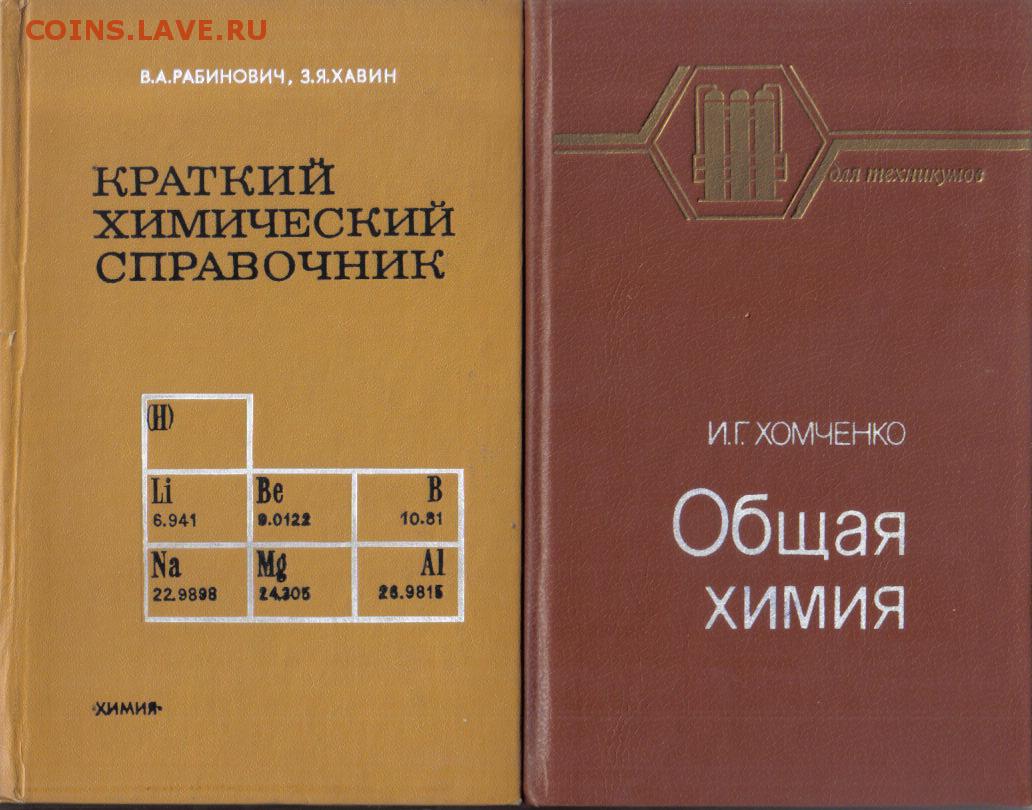 COINS.LAVE.RU
В.А.РАБИНОВИЧ, З.Я.ХАВИН
КРАТКИЙ
ХИМИЧЕСКИЙ
СПРАВОЧНИК
(H)
Li Be B
6.941 9.0122 10.81
Na Mg Al
22.9898 24.305 26.9815
·ХИМИЯ·
для техникумов
И.Г. ХОМЧЕНКО
Общая
химия